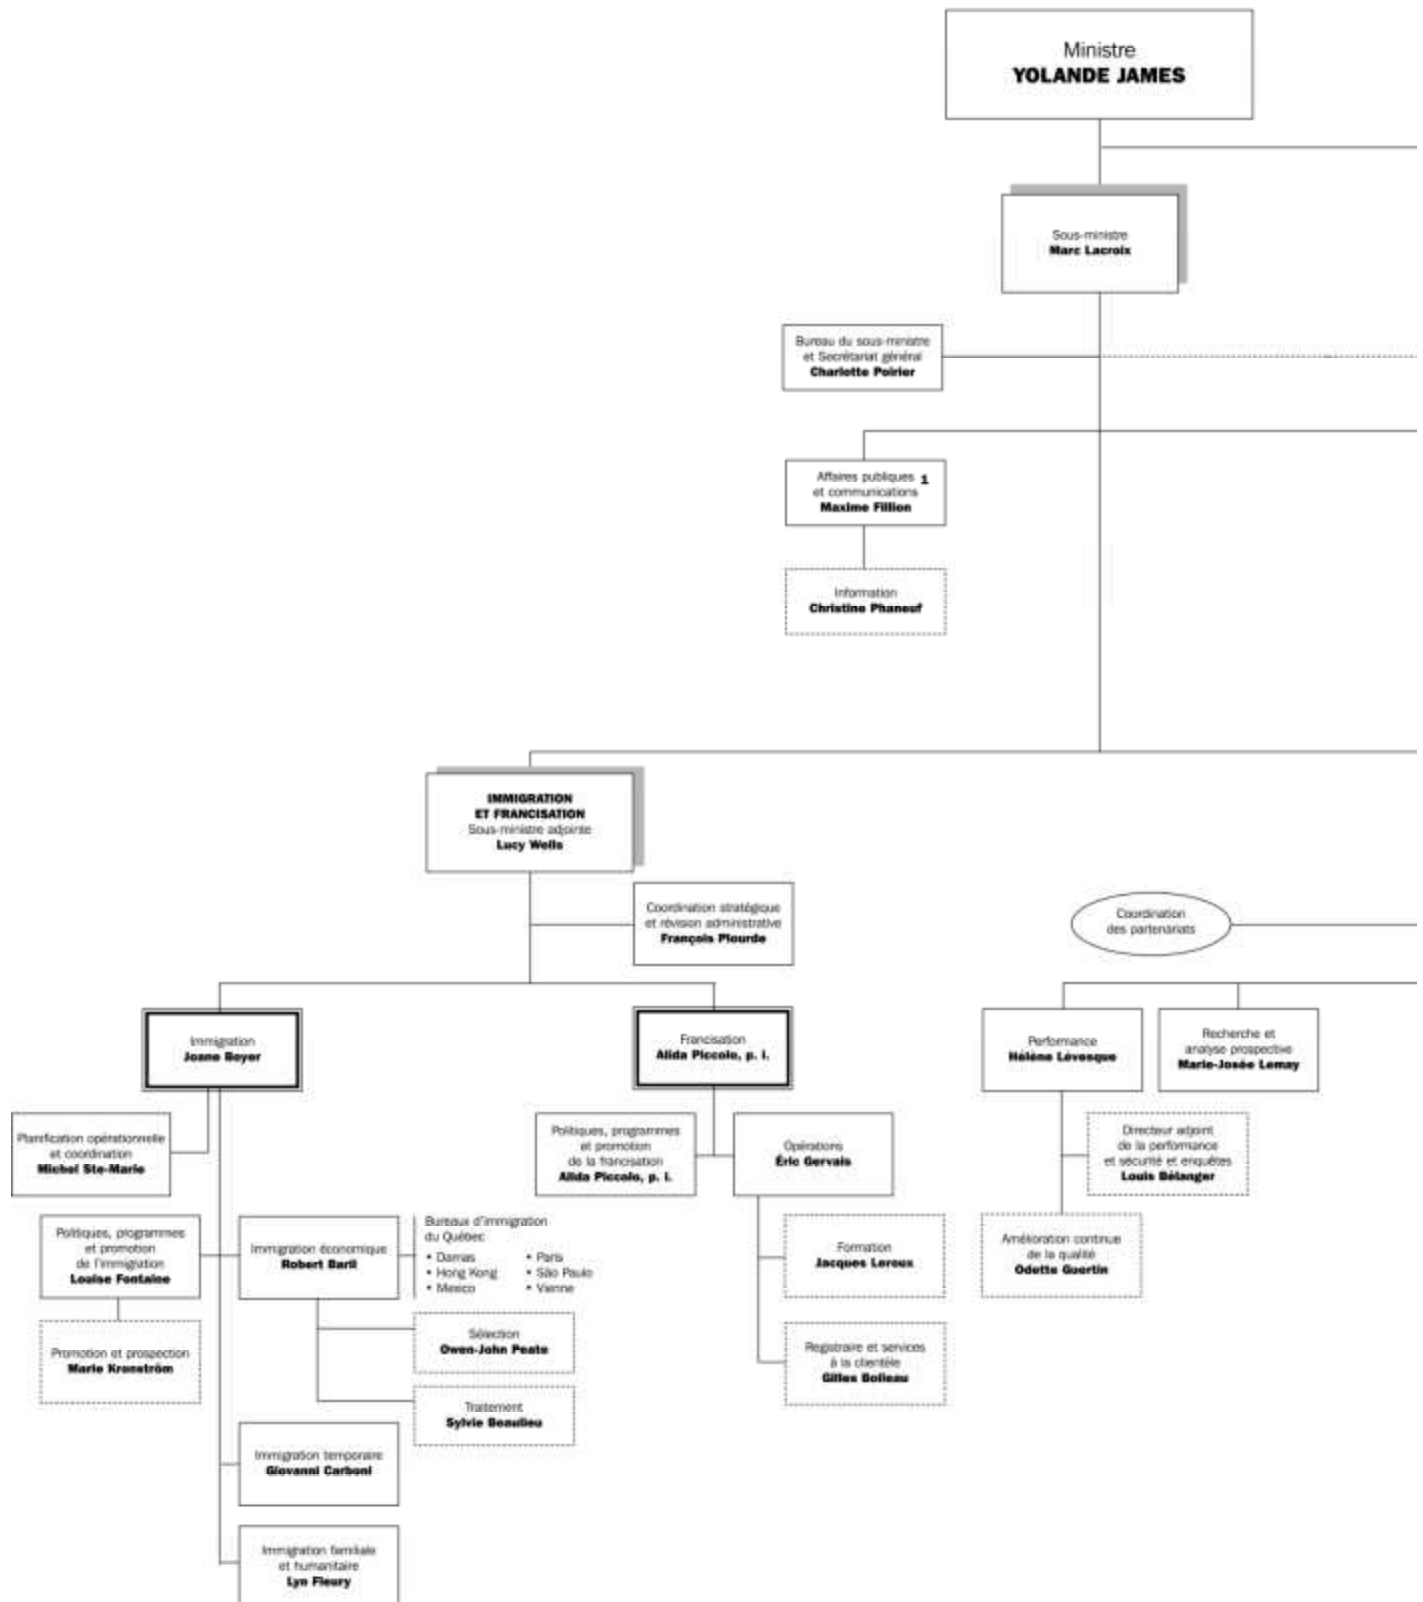 Ministre
YOLANDE JAMES
Sous-ministre
Marc Lacroix
Bureau du sous-ministre
et Secrétariat général
Charlotte Poirier
Affaires publiques 1
et communications
Maxime Fillion
Information
Christine Phaneuf
IMMIGRATION
ET FRANCISATION
Sous-ministre adjointe
Lucy Wells
Coordination stratégique
et révision administrative
François Plourde
Coordination
des partenariats
Immigration
Joane Boyer
Francisation
Alida Piccolo, p. i.
Performance
Hélène Lévesque
Recherche et
analyse prospective
Marie-Josée Lemay
Planification opérationnelle
et coordination
Michel Ste-Marie
Politiques, programmes
et promotion
de la francisation
Alida Piccolo, p. i.
Opérations
Éric Gervais
Directeur adjoint
de la performance
et sécurité et enquêtes
Louis Bélanger
Politiques, programmes
et promotion
de l'immigration
Louise Fontaine
Immigration économique
Robert Baril
Bureaux d'immigration
du Québec
• Damas
• Hong Kong
• Mexico
• Paris
• São Paulo
• Vienne
Formation
Jacques Leroux
Amélioration continue
de la qualité
Odette Guertin
Promotion et prospection
Marie Kronström
Sélection
Owen-John Peate
Registraire et services
à la clientèle
Gilles Boileau
Traitement
Sylvie Beaulieu
Immigration temporaire
Giovanni Carboni
Immigration familiale
et humanitaire
Lyn Fleury